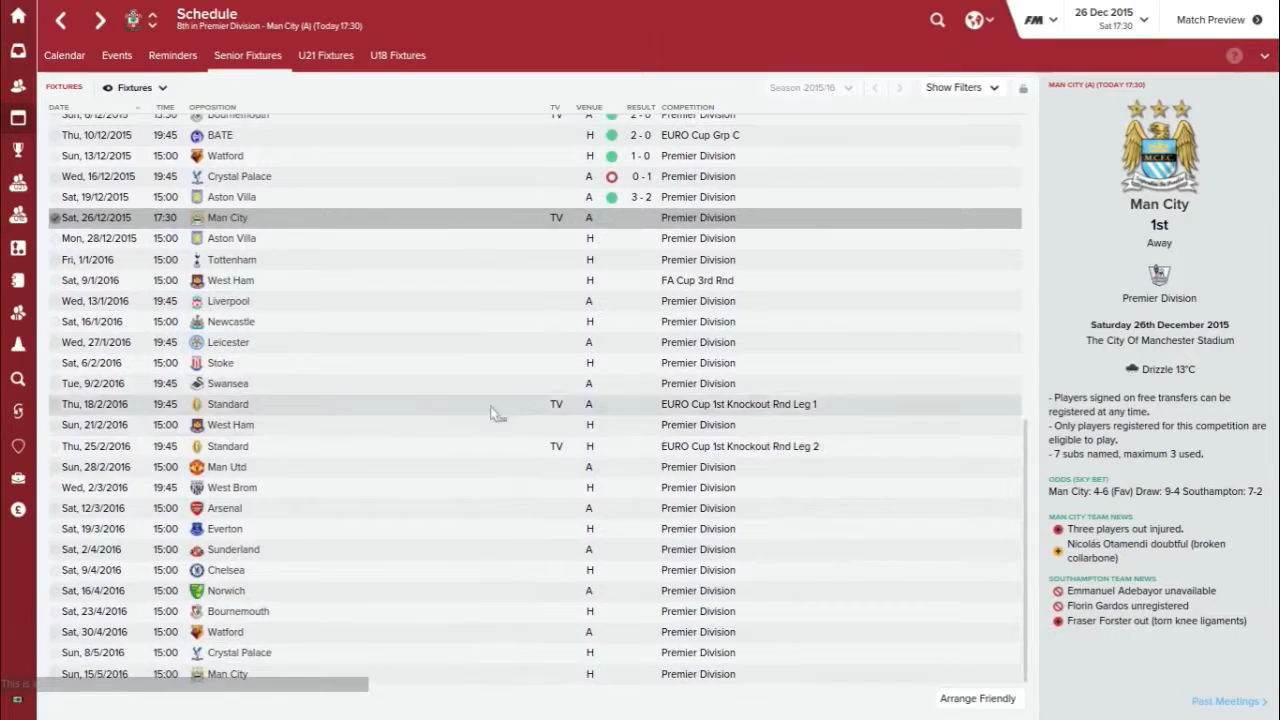 Schedule
8th in Premier Division - Man City (A) (Today 17:30)
FM
26 Dec 2015
Sat 17:30
Match Preview
Calendar Events Reminders Senior Fixtures U21 Fixtures U18 Fixtures
FIXTURES Fixtures Season 2015/16 Show Filters
DATE TIME OPPOSITION TV VENUE RESULT COMPETITION
Sun, 6/12/2015 13:30 Bournemouth TV A 2 - 0 Premier Division
Thu, 10/12/2015 19:45 BATE H 2 - 0 EURO Cup Grp C
Sun, 13/12/2015 15:00 Watford H 1 - 0 Premier Division
Wed, 16/12/2015 19:45 Crystal Palace A 0 - 1 Premier Division
Sat, 19/12/2015 15:00 Aston Villa A 3 - 2 Premier Division
Sat, 26/12/2015 17:30 Man City TV A Premier Division
Mon, 28/12/2015 15:00 Aston Villa H Premier Division
Fri, 1/1/2016 15:00 Tottenham H Premier Division
Sat, 9/1/2016 15:00 West Ham H FA Cup 3rd Rnd
Wed, 13/1/2016 19:45 Liverpool A Premier Division
Sat, 16/1/2016 15:00 Newcastle H Premier Division
Wed, 27/1/2016 19:45 Leicester A Premier Division
Sat, 6/2/2016 15:00 Stoke H Premier Division
Tue, 9/2/2016 19:45 Swansea A Premier Division
Thu, 18/2/2016 19:45 Standard TV A EURO Cup 1st Knockout Rnd Leg 1
Sun, 21/2/2016 15:00 West Ham H Premier Division
Thu, 25/2/2016 19:45 Standard TV H EURO Cup 1st Knockout Rnd Leg 2
Sun, 28/2/2016 15:00 Man Utd A Premier Division
Wed, 2/3/2016 19:45 West Brom H Premier Division
Sat, 12/3/2016 15:00 Arsenal A Premier Division
Sat, 19/3/2016 15:00 Everton H Premier Division
Sat, 2/4/2016 15:00 Sunderland A Premier Division
Sat, 9/4/2016 15:00 Chelsea H Premier Division
Sat, 16/4/2016 15:00 Norwich A Premier Division
Sat, 23/4/2016 15:00 Bournemouth H Premier Division
Sat, 30/4/2016 15:00 Watford A Premier Division
Sun, 8/5/2016 15:00 Crystal Palace H Premier Division
Sun, 15/5/2016 15:00 Man City H Premier Division
This is
Arrange Friendly
MAN CITY (A) (TODAY 17:30)
M.C.F.C.
Man City
1st
Away
Premier Division
Saturday 26th December 2015
The City Of Manchester Stadium
Drizzle 13°C
- Players signed on free transfers can be
registered at any time.
- Only players registered for this competition are
eligible to play.
- 7 subs named, maximum 3 used.
ODDS (SKY BET)
Man City: 4-6 (Fav) Draw: 9-4 Southampton: 7-2
MAN CITY TEAM NEWS
Three players out injured.
Nicolás Otamendi doubtful (broken
collarbone)
SOUTHAMPTON TEAM NEWS
Emmanuel Adebayor unavailable
Florin Gardos unregistered
Fraser Forster out (torn knee ligaments)
Past Meetings >